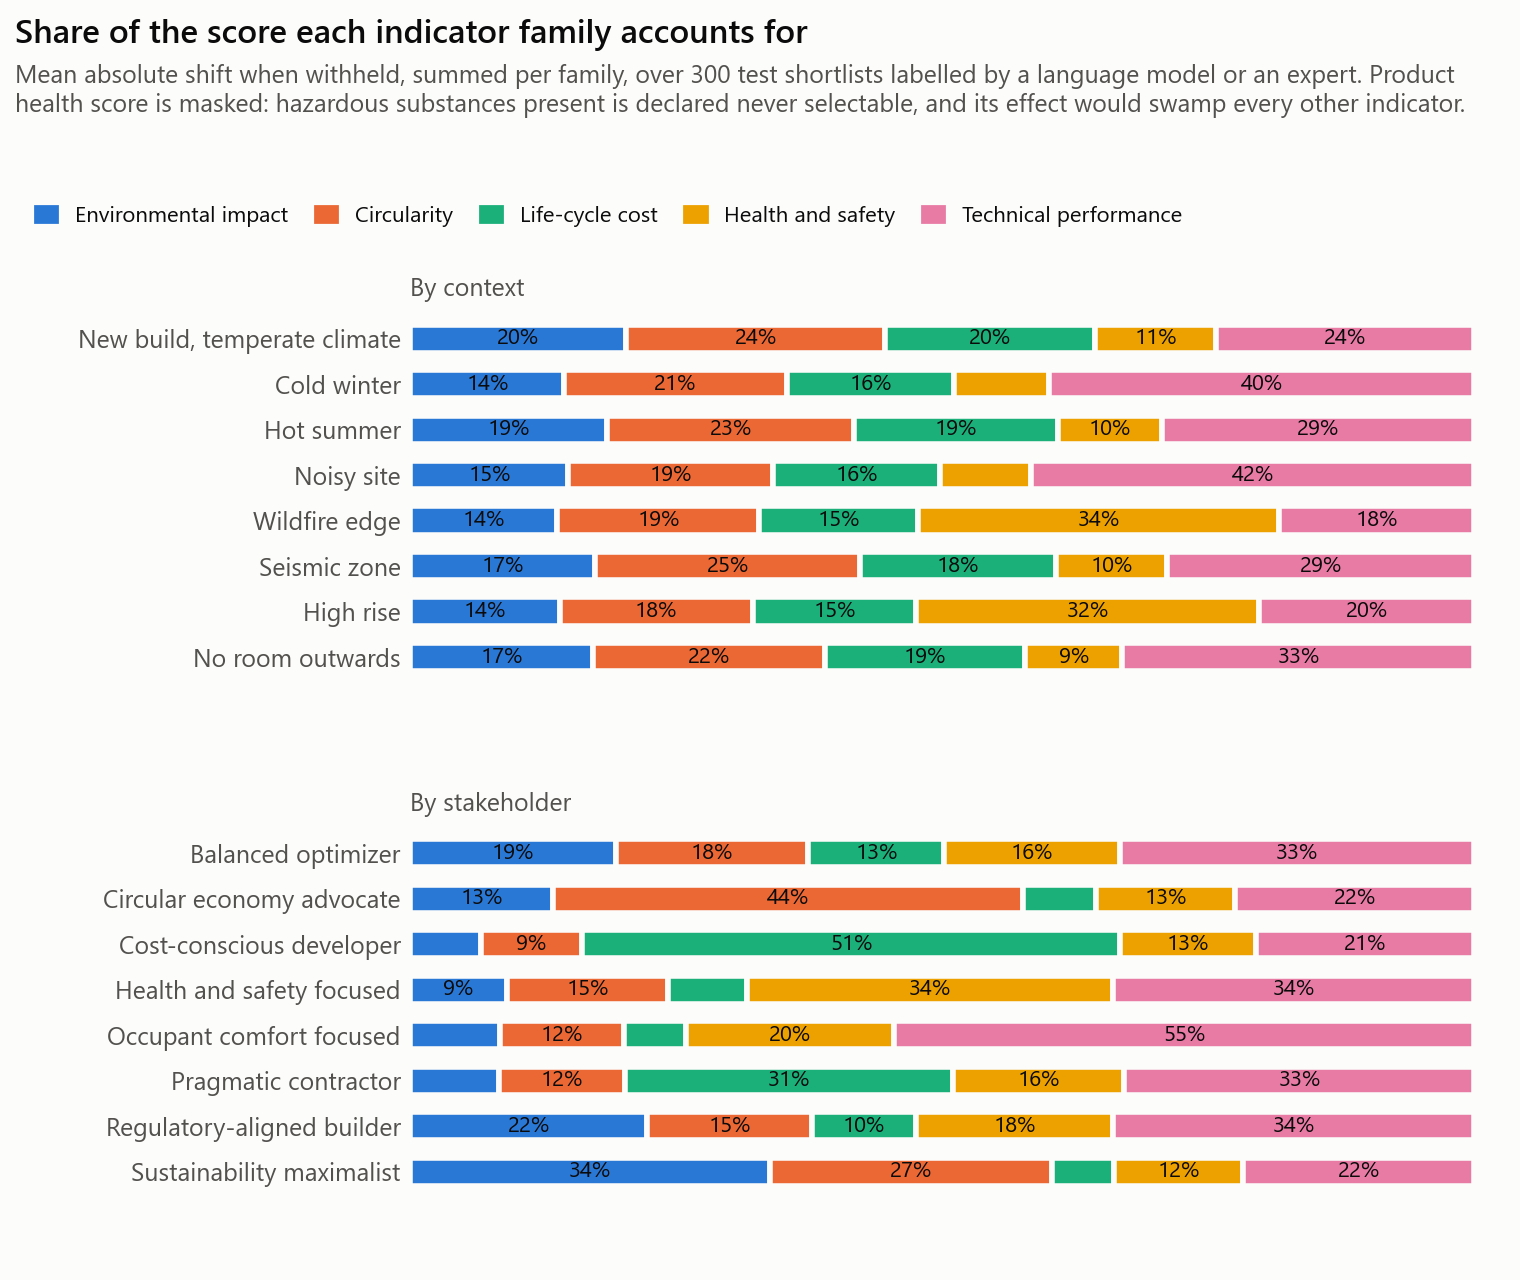 Share of the score each indicator family accounts for
Mean absolute shift when withheld, summed per family, over 300 test shortlists labelled by a language model or an expert. Product
health score is masked: hazardous substances present is declared never selectable, and its effect would swamp every other indicator.
Environmental impact Circularity Life-cycle cost Health and safety Technical performance
By context
New build, temperate climate 20% 24% 20% 11% 24%
Cold winter 14% 21% 16% 40%
Hot summer 19% 23% 19% 10% 29%
Noisy site 15% 19% 16% 42%
Wildfire edge 14% 19% 15% 34% 18%
Seismic zone 17% 25% 18% 10% 29%
High rise 14% 18% 15% 32% 20%
No room outwards 17% 22% 19% 9% 33%
By stakeholder
Balanced optimizer 19% 18% 13% 16% 33%
Circular economy advocate 13% 44% 13% 22%
Cost-conscious developer 9% 51% 13% 21%
Health and safety focused 9% 15% 34% 34%
Occupant comfort focused 12% 20% 55%
Pragmatic contractor 12% 31% 16% 33%
Regulatory-aligned builder 22% 15% 10% 18% 34%
Sustainability maximalist 34% 27% 12% 22%